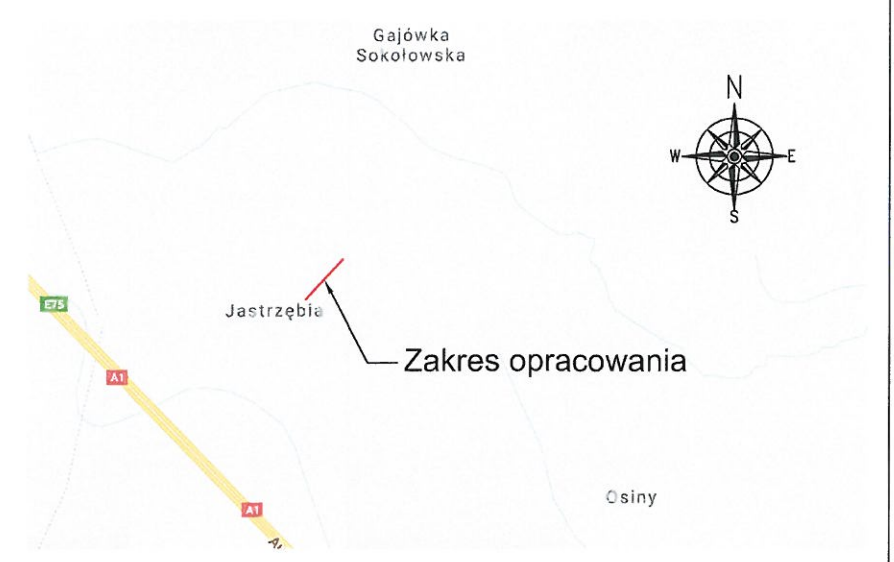 Gajówka
Sokołowska
N
W
E
S
E75
Jastrzębia
Zakres opracowania
A1
Osiny
A1